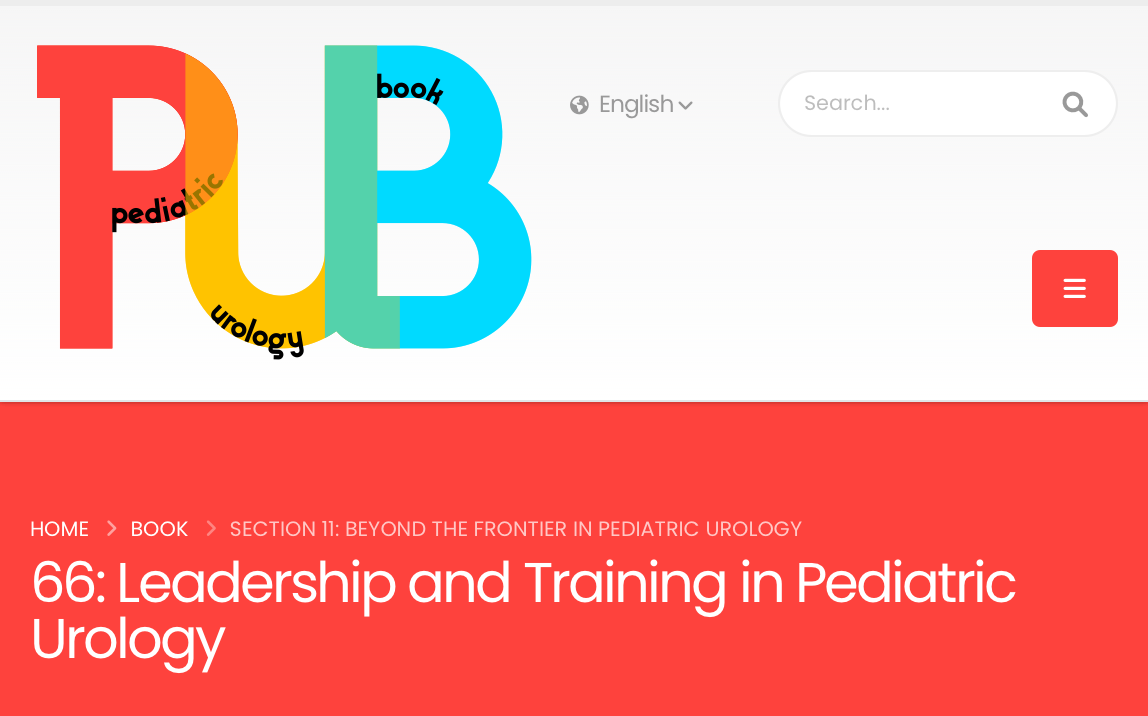 PUB
pediatric
urology
book
English
Search...
HOME
BOOK
SECTION 11: BEYOND THE FRONTIER IN PEDIATRIC UROLOGY
66: Leadership and Training in Pediatric
Urology